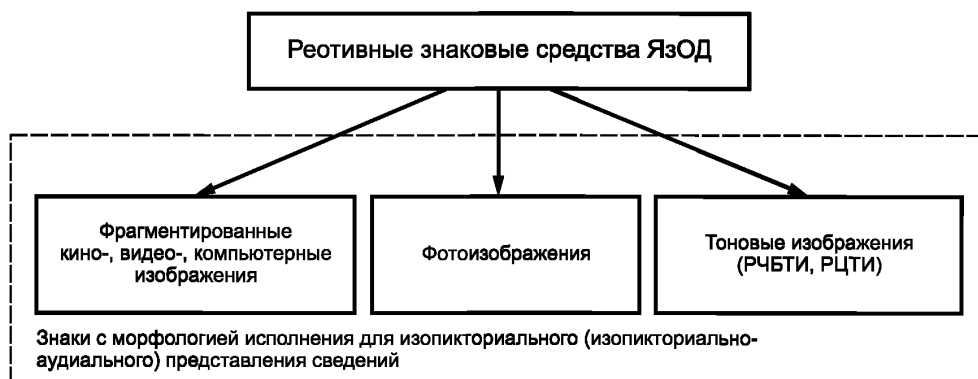 Реотивные знаковые средства ЯзОД
Фрагментированные
кино-, видео-, компьютерные
изображения
Фотоизображения
Тоновые изображения
(РЧБТИ, РЦТИ)
Знаки с морфологией исполнения для изопикториального (изопикториально-
аудиального) представления сведений